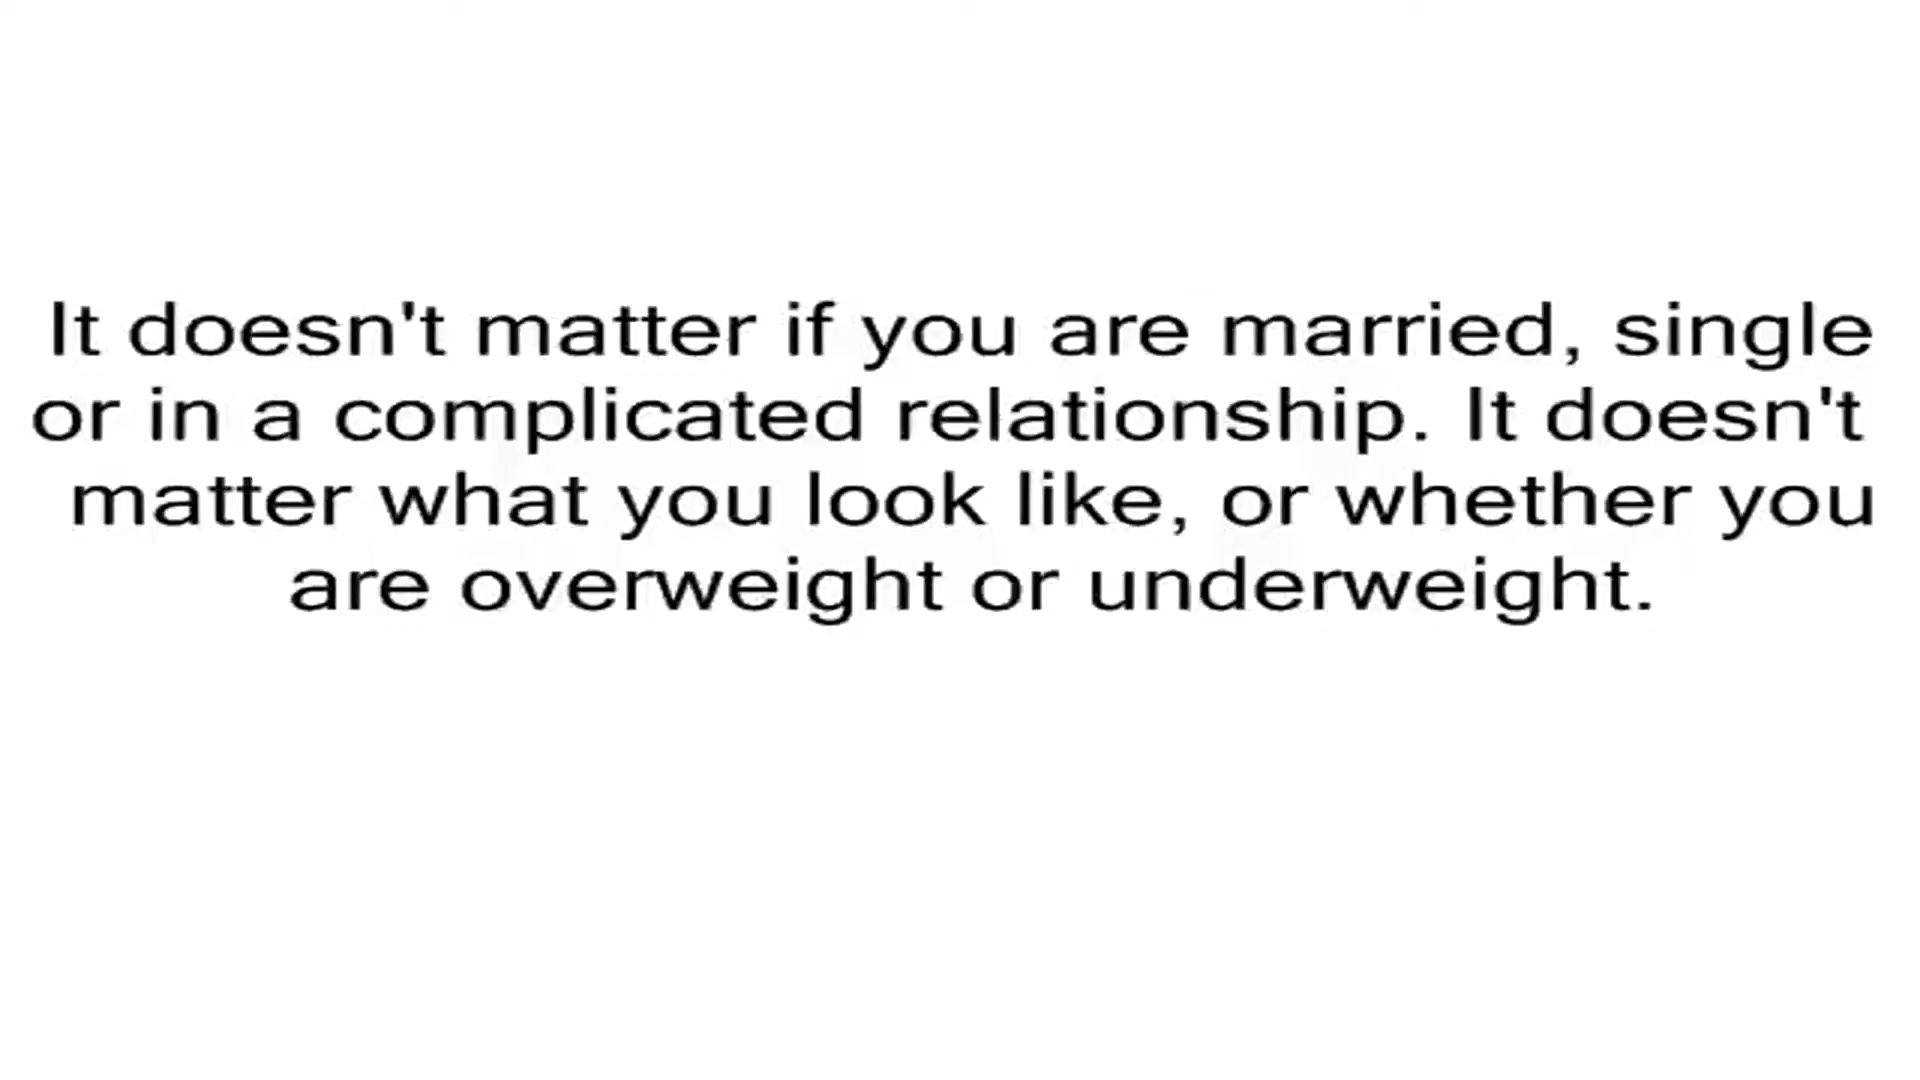 It doesn't matter if you are married, single
or in a complicated relationship. It doesn't
matter what you look like, or whether you
are overweight or underweight.